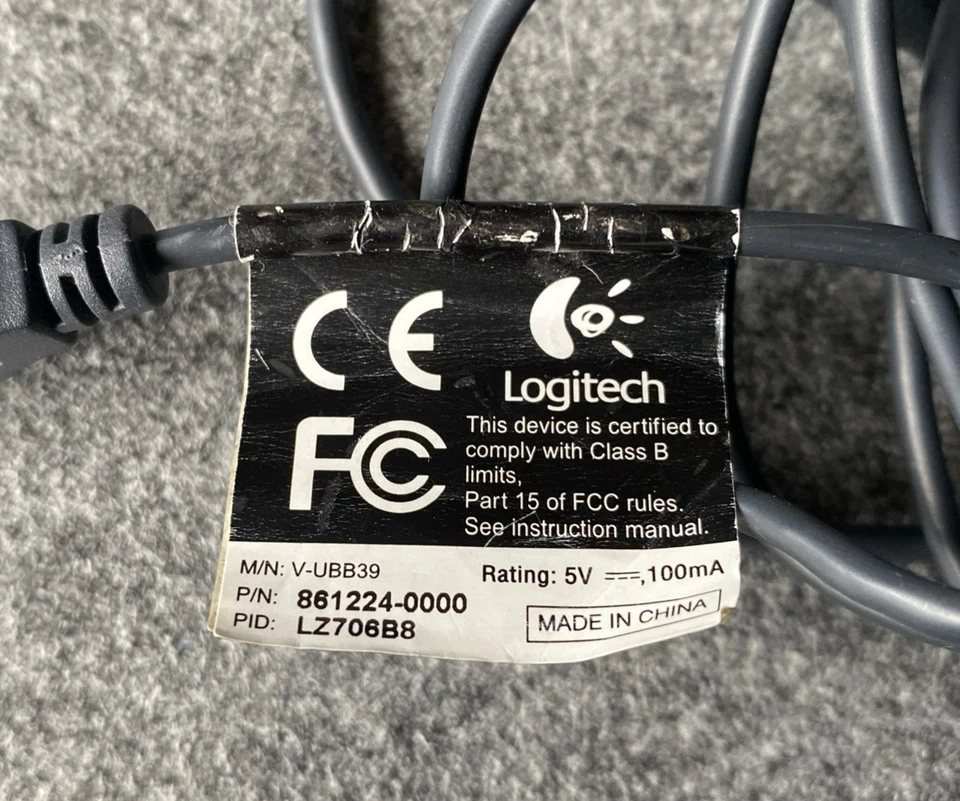 CE
Logitech
FC
This device is certified to
comply with Class B
limits,
Part 15 of FCC rules.
See instruction manual.
M/N: V-UBB39
Rating: 5V ⎓,100mA
P/N: 861224-0000
MADE IN CHINA
PID: LZ706B8